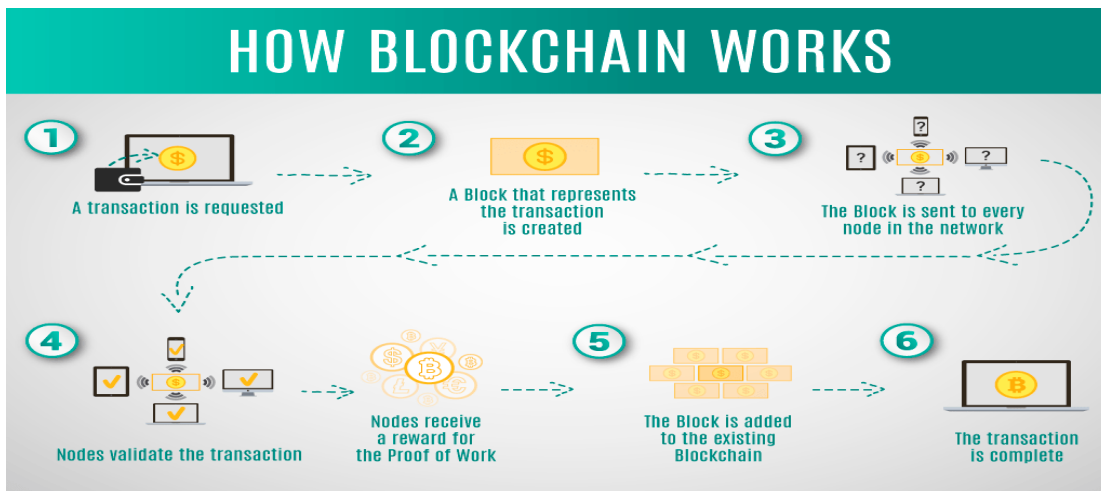 HOW BLOCKCHAIN WORKS
1
A transaction is requested
2
A Block that represents
the transaction
is created
3
The Block is sent to every
node in the network
4
Nodes validate the transaction
Nodes receive
a reward for
the Proof of Work
5
The Block is added
to the existing
Blockchain
6
The transaction
is complete